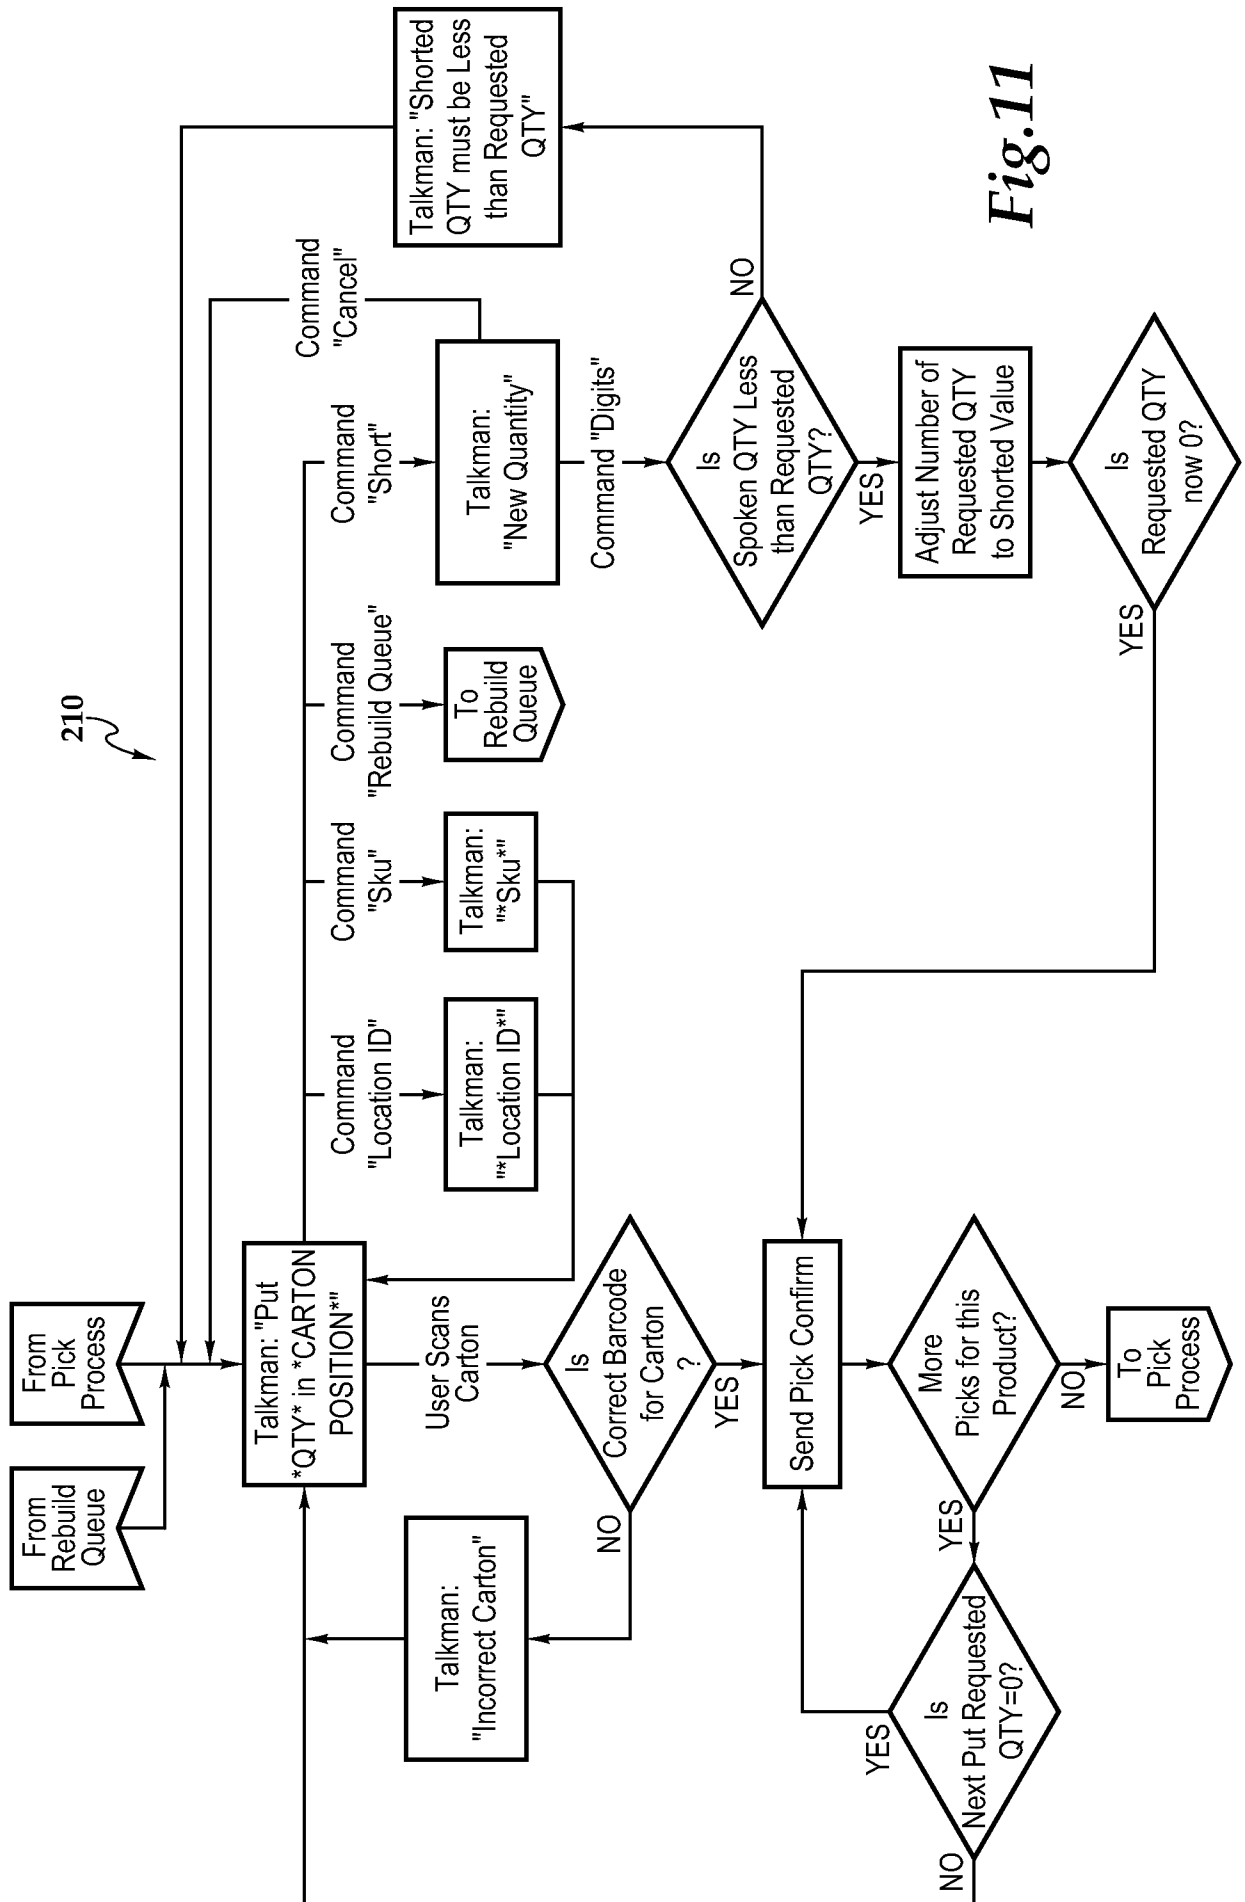 From
Rebuild
Queue
From
Pick
Process
210
Talkman: "Put
*QTY* in *CARTON
POSITION*"
Command
"Location ID"
Talkman:
"*Location ID*"
Command
"Sku"
Talkman:
"*Sku*"
Command
"Rebuild Queue"
To
Rebuild
Queue
Command
"Short"
Talkman:
"New Quantity"
Command
"Cancel"
Talkman: "Shorted
QTY must be Less
than Requested
QTY"
Command "Digits"
Is
Spoken QTY Less
than Requested
QTY?
NO
YES
Adjust Number of
Requested QTY
to Shorted Value
Is
Requested QTY
now 0?
YES
User Scans
Carton
Is
Correct Barcode
for Carton
?
NO
Talkman:
"Incorrect Carton"
YES
Send Pick Confirm
More
Picks for this
Product?
NO
To
Pick
Process
YES
Is
Next Put Requested
QTY=0?
YES
NO
Fig.11